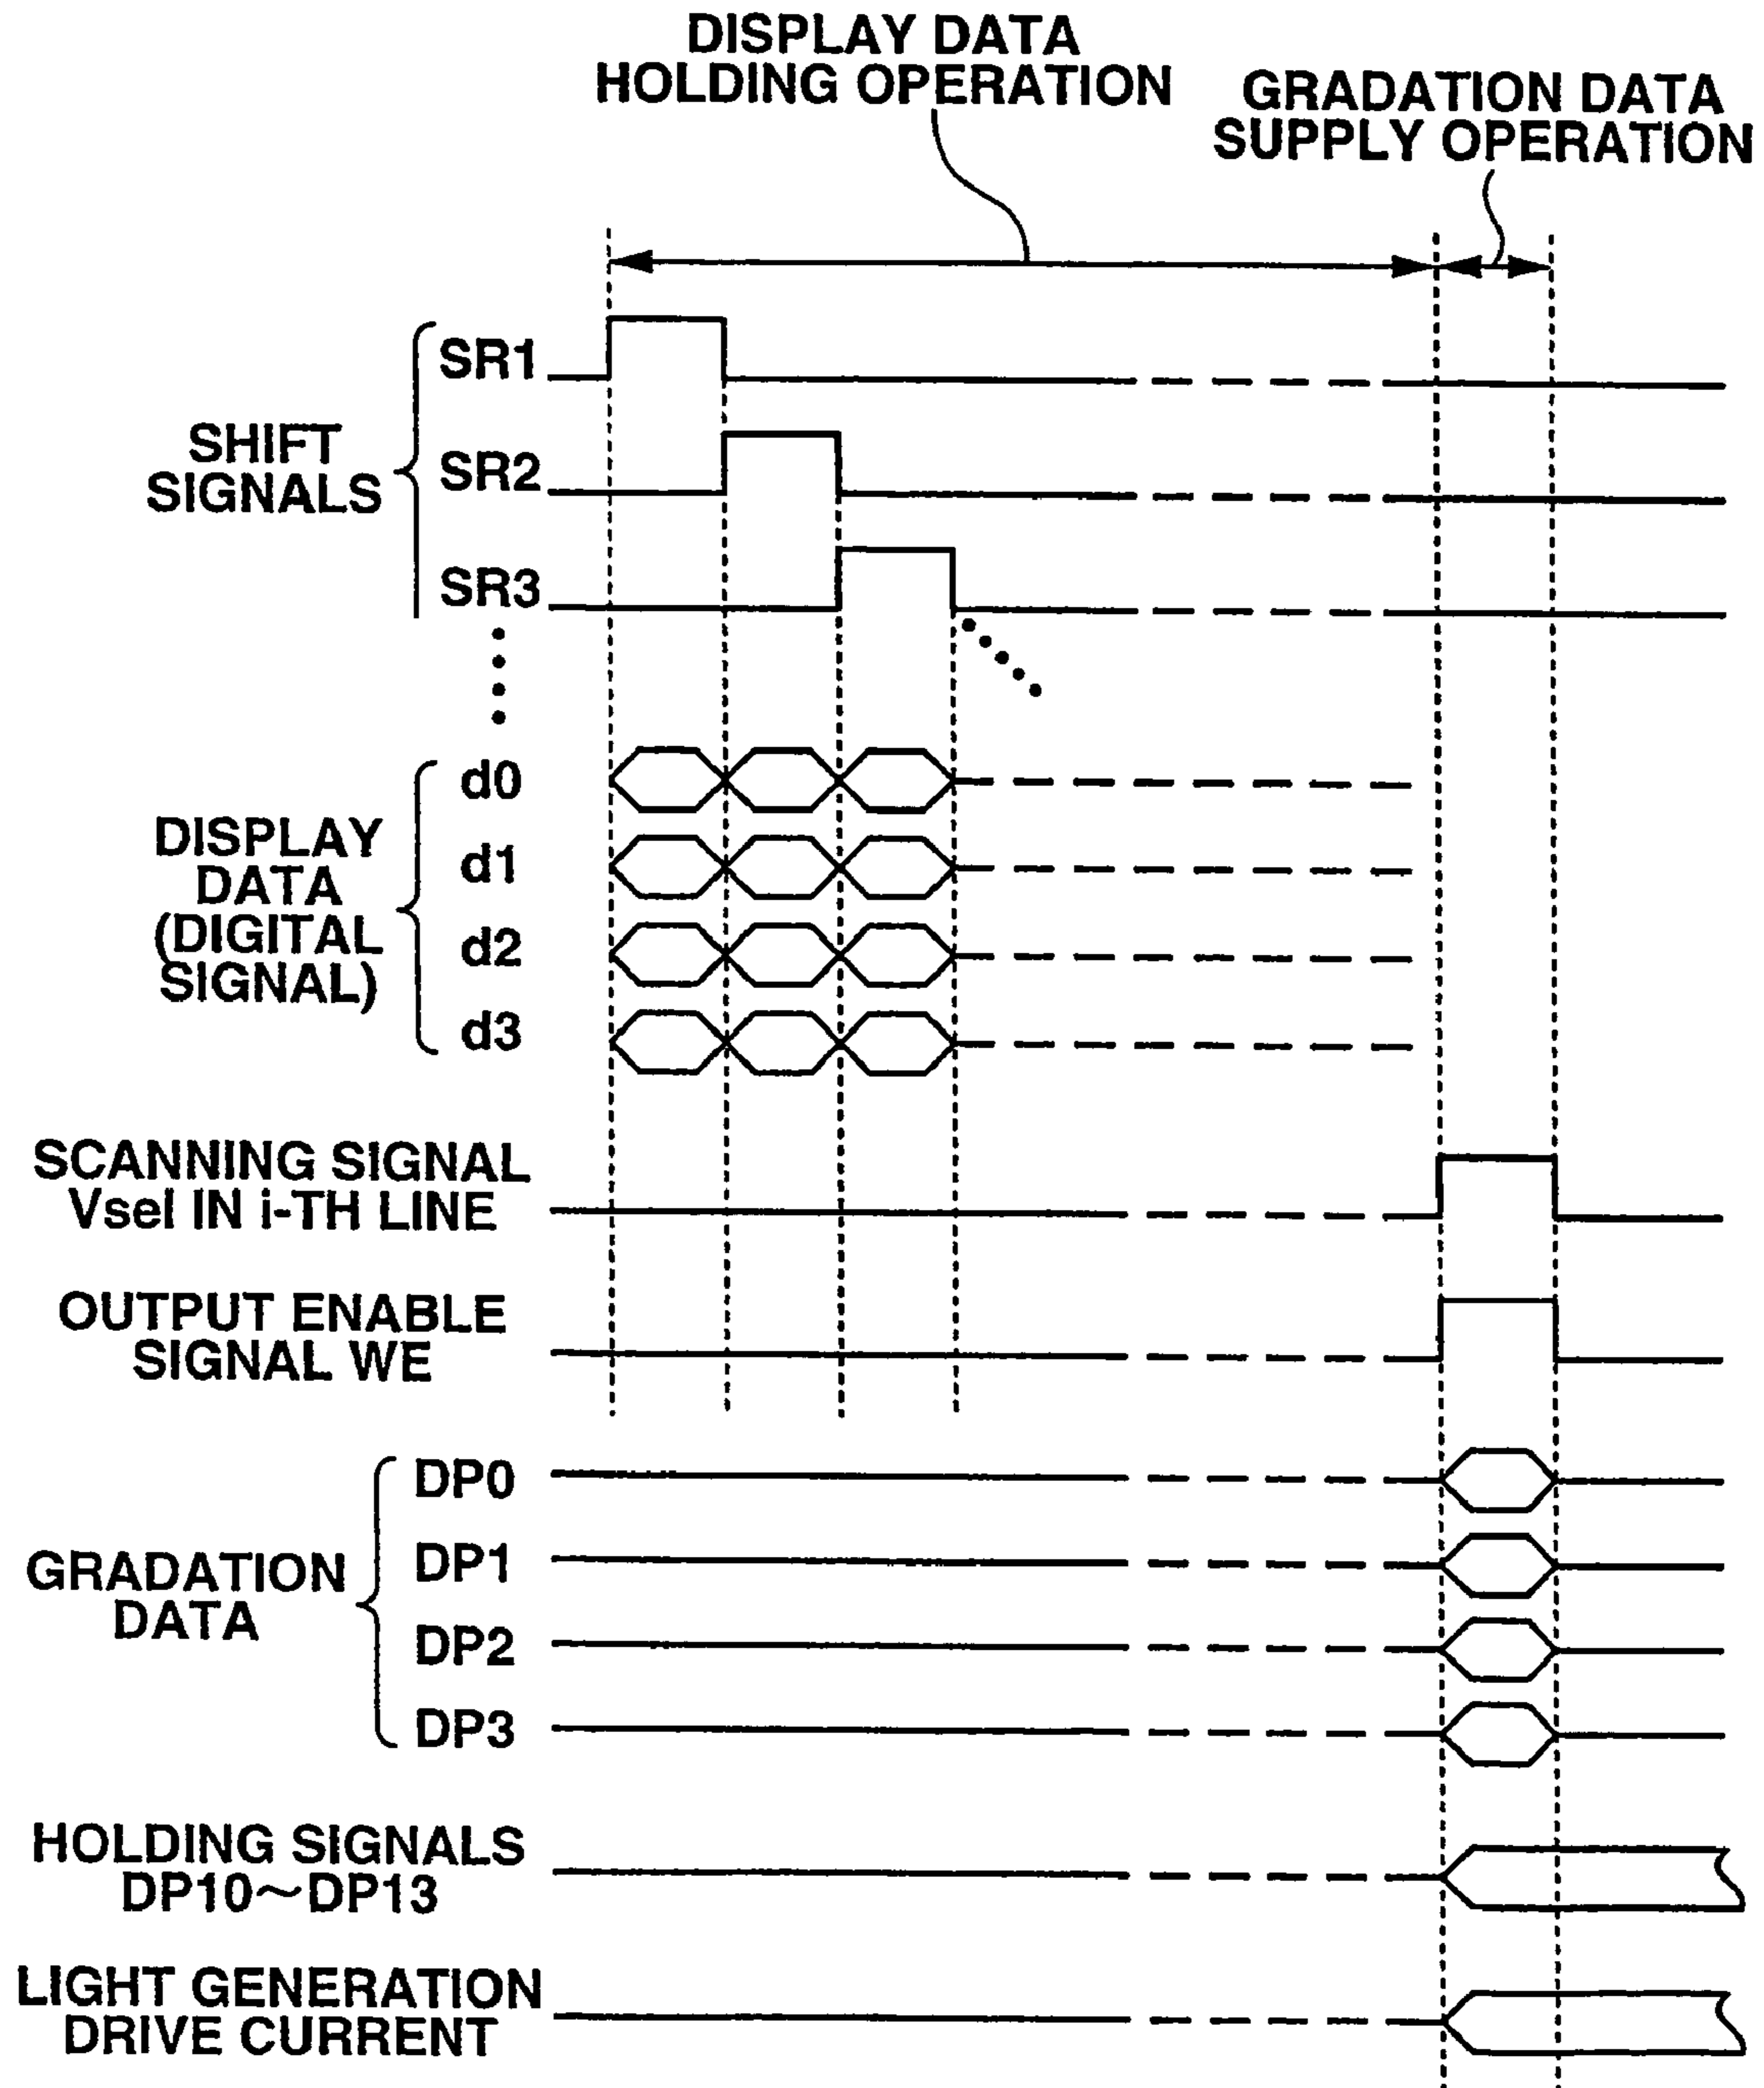 DISPLAY DATA
HOLDING OPERATION
GRADATION DATA
SUPPLY OPERATION
SHIFT
SIGNALS
SR1
SR2
SR3
DISPLAY
DATA
(DIGITAL
SIGNAL)
d0
d1
d2
d3
SCANNING SIGNAL
Vsel IN i-TH LINE
OUTPUT ENABLE
SIGNAL WE
GRADATION
DATA
DP0
DP1
DP2
DP3
HOLDING SIGNALS
DP10～DP13
LIGHT GENERATION
DRIVE CURRENT